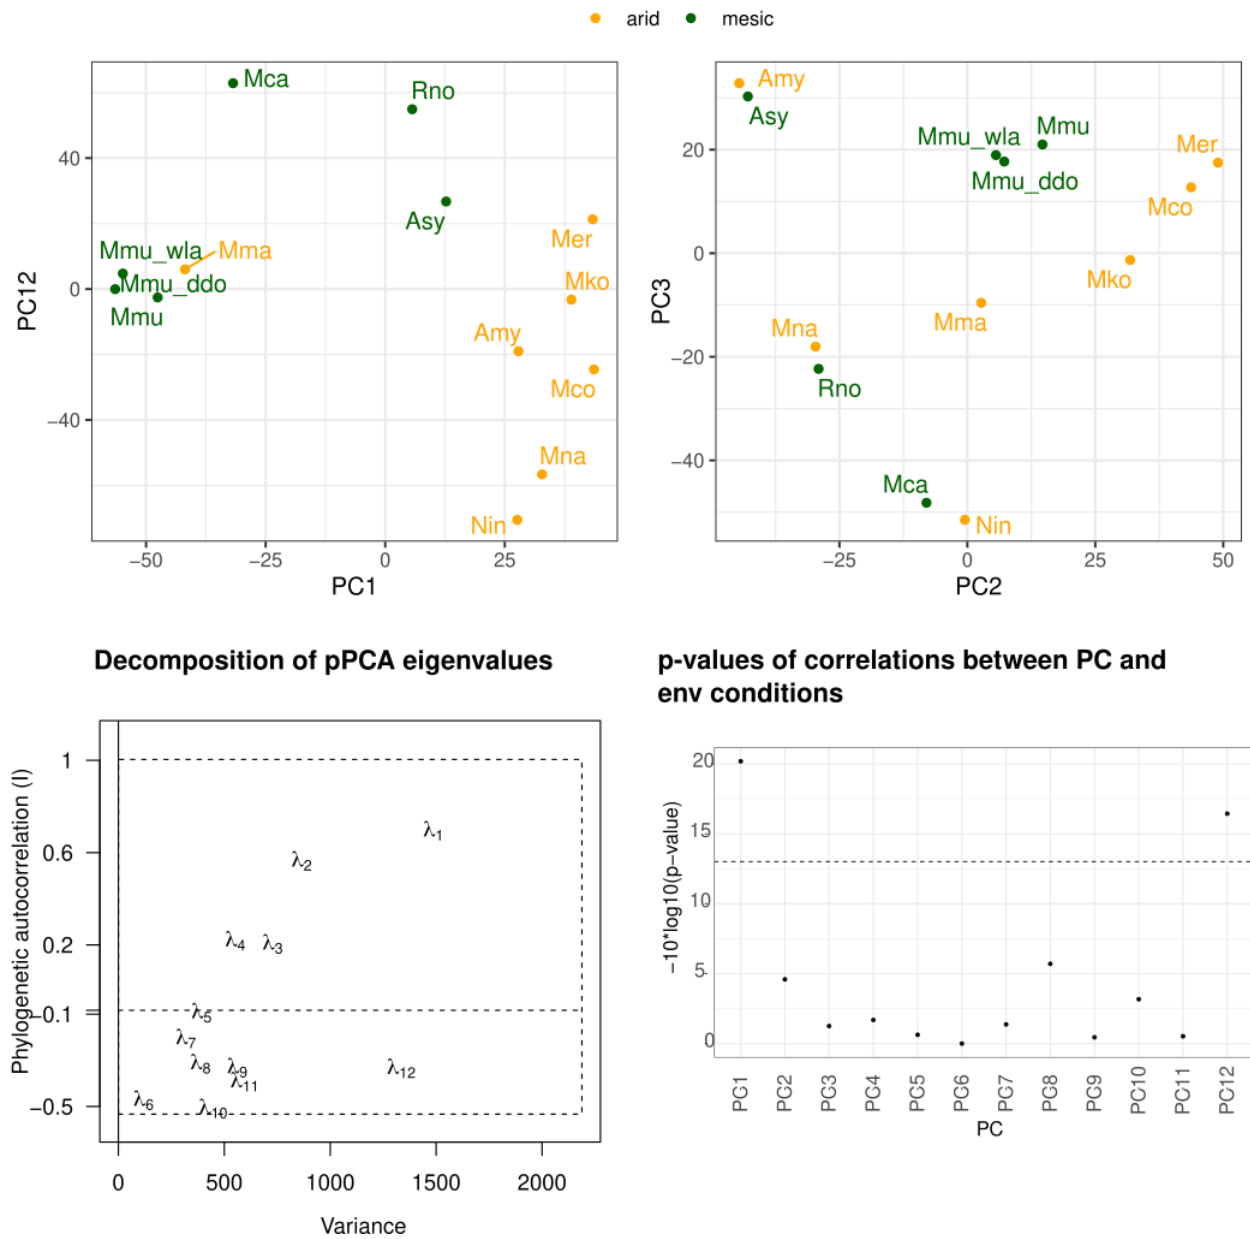 arid mesic
Mca
Rno
Asy
Mmu_wla
Mma
Mmu_ddo
Mmu
Mer
Mko
Amy
Mco
Mna
Nin
40
0
−40
PC12
−50 −25 0 25
PC1
Amy
Asy
Mmu_wla
Mmu
Mmu_ddo
Mer
Mco
Mko
Mma
Mna
Rno
Mca
Nin
20
0
−20
−40
PC3
−25 0 25 50
PC2
Decomposition of pPCA eigenvalues
1
0.6
0.2
−0.1
−0.5
Phylogenetic autocorrelation (I)
λ1
λ2
λ4 λ3
λ5
λ7
λ8 λ9 λ12
λ11
λ6 λ10
0 500 1000 1500 2000
Variance
p-values of correlations between PC and
env conditions
20
15
10
5
0
−10*log10(p−value)
PC1 PC2 PC3 PC4 PC5 PC6 PC7 PC8 PC9 PC10 PC11 PC12
PC